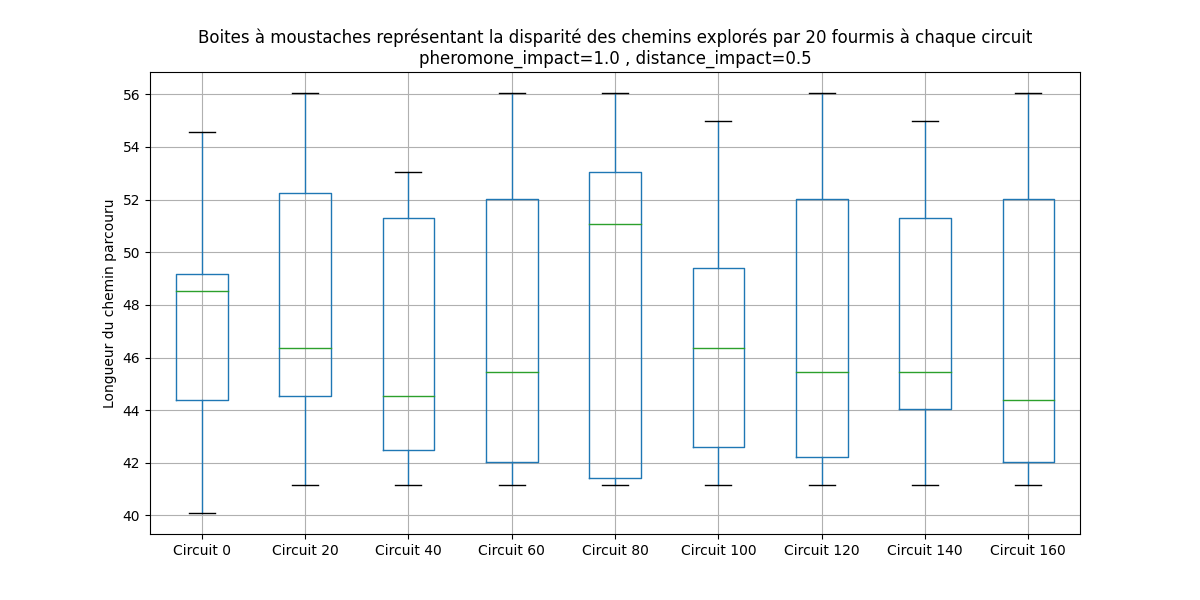 Boites à moustaches représentant la disparité des chemins explorés par 20 fourmis à chaque circuit
pheromone_impact=1.0 , distance_impact=0.5
Longueur du chemin parcouru
56
54
52
50
48
46
44
42
40
Circuit 0
Circuit 20
Circuit 40
Circuit 60
Circuit 80
Circuit 100
Circuit 120
Circuit 140
Circuit 160